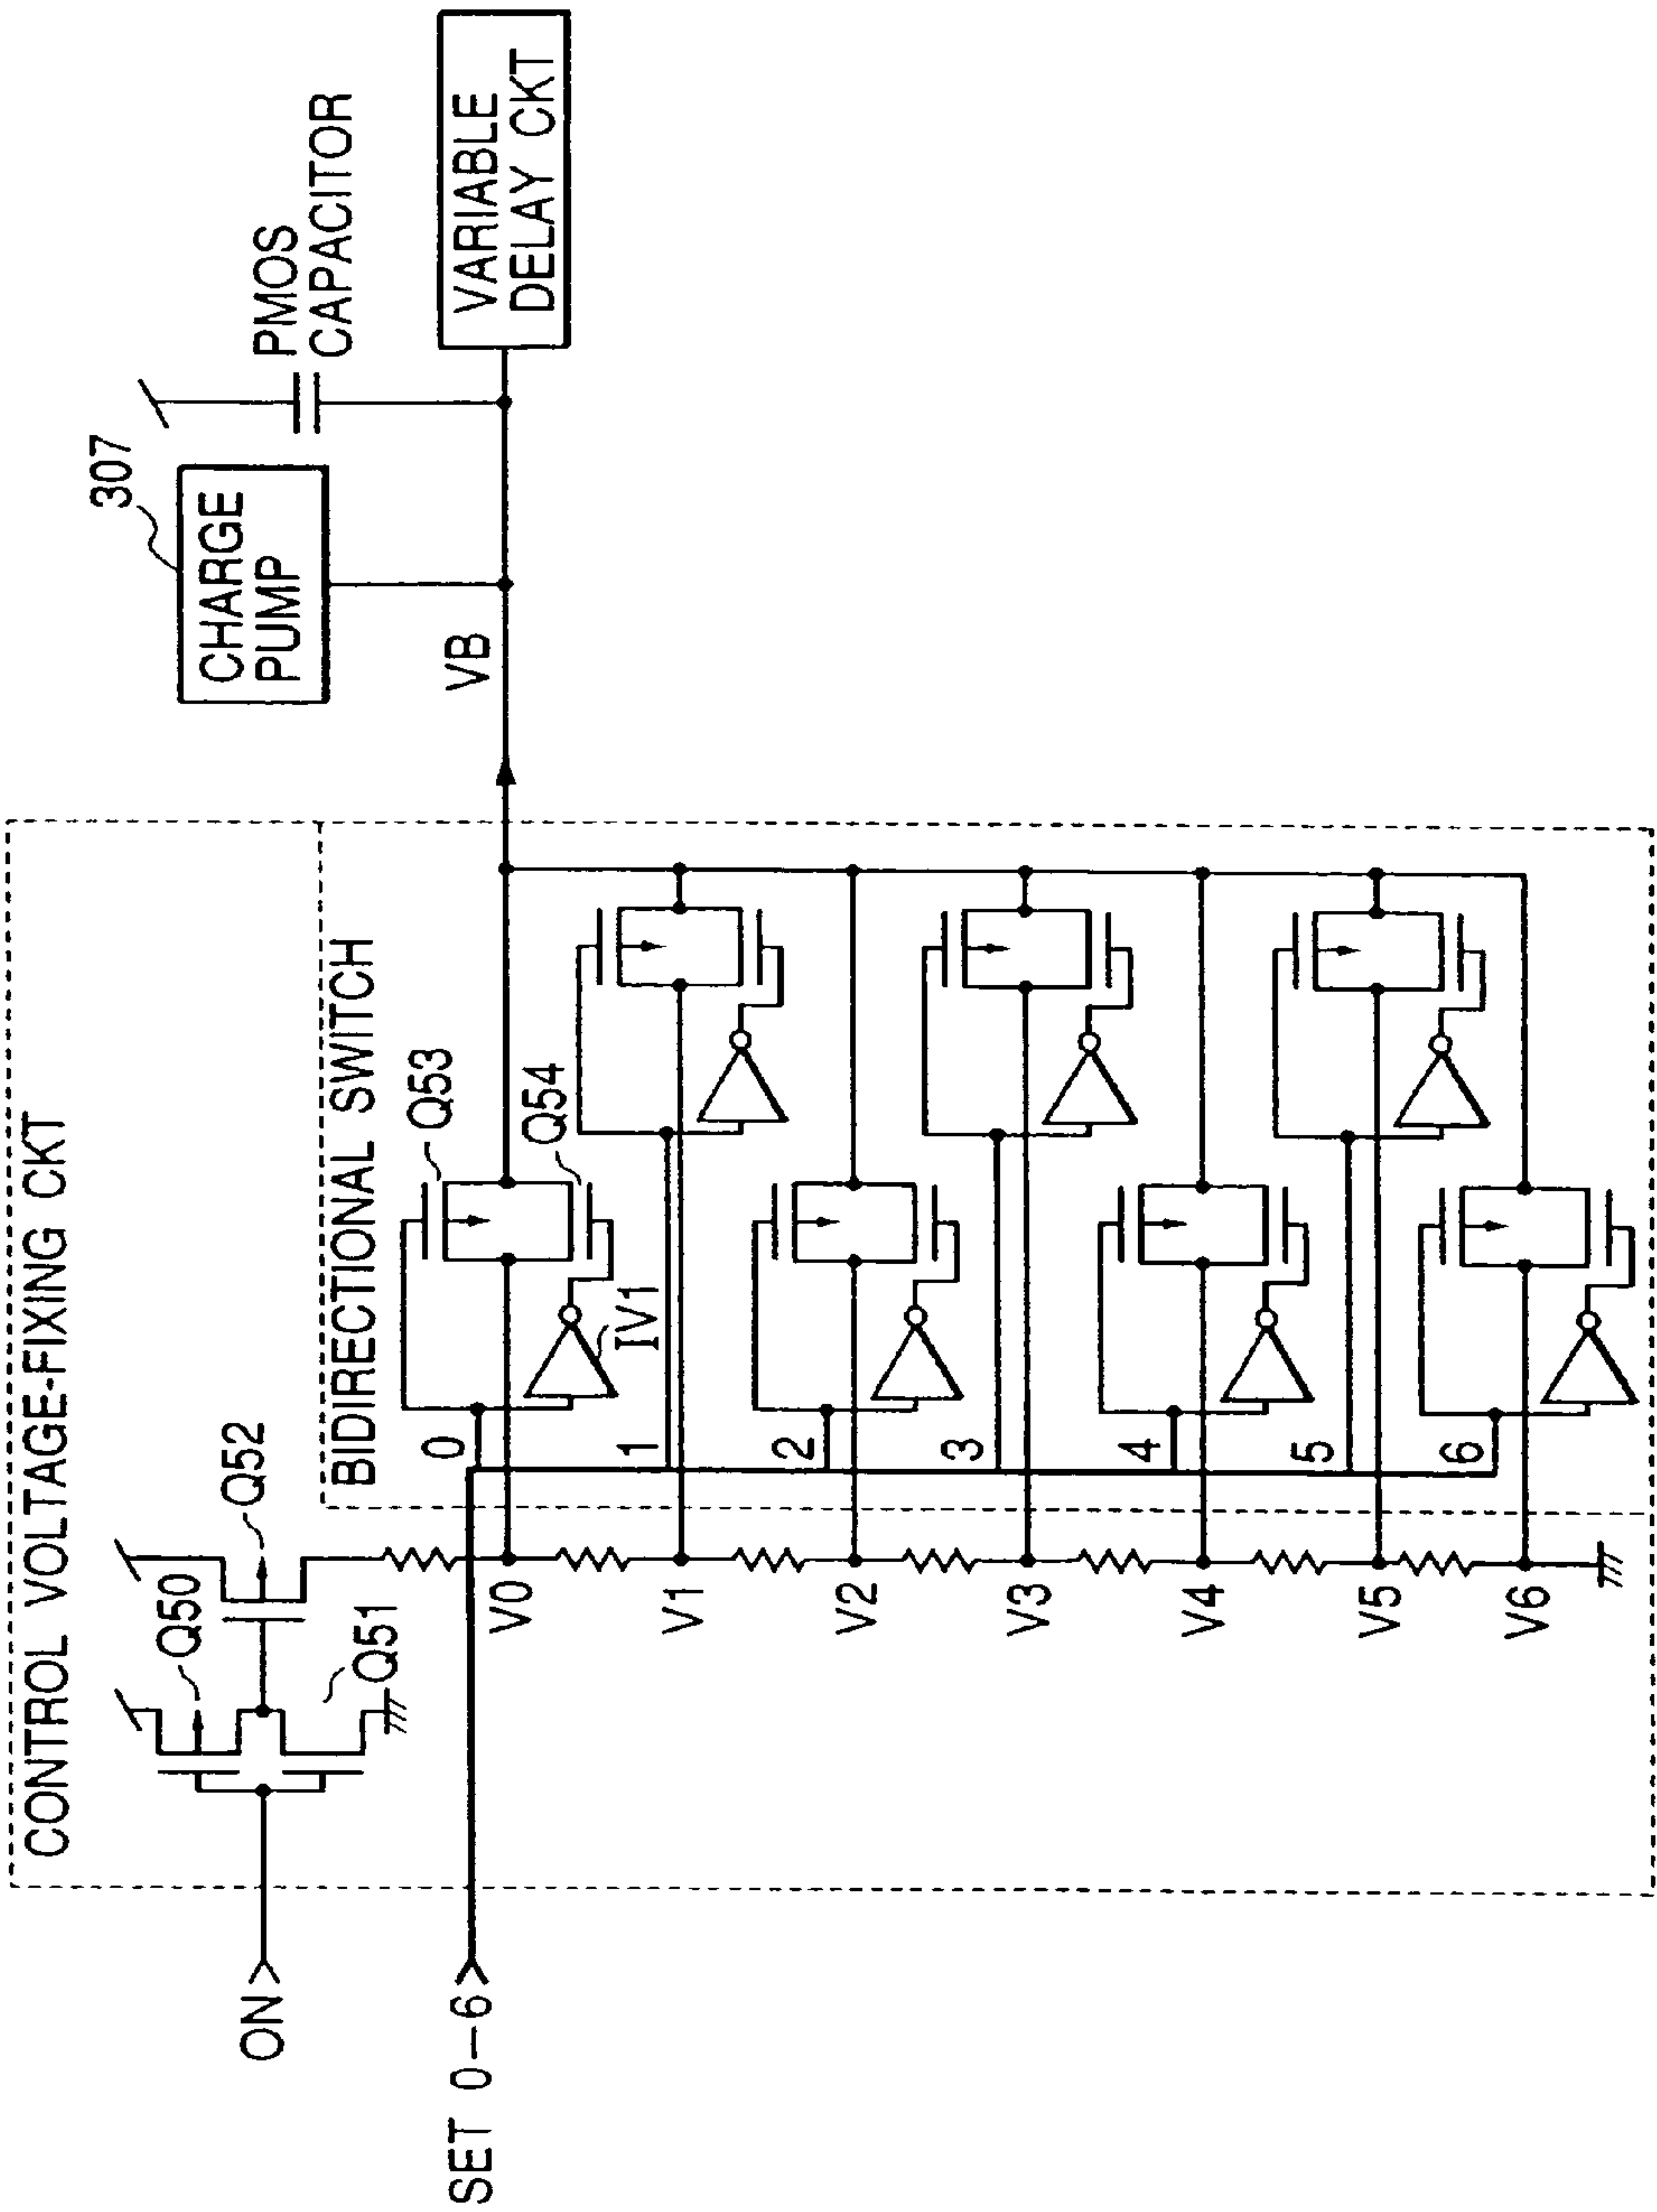 CONTROL VOLTAGE-FIXING CKT
ON
Q50
Q51
Q52
SET 0-6
BIDIRECTIONAL SWITCH
Q53
Q54
IV1
0
1
2
3
4
5
6
V0
V1
V2
V3
V4
V5
V6
307
CHARGE
PUMP
VB
PMOS
CAPACITOR
VARIABLE
DELAY CKT